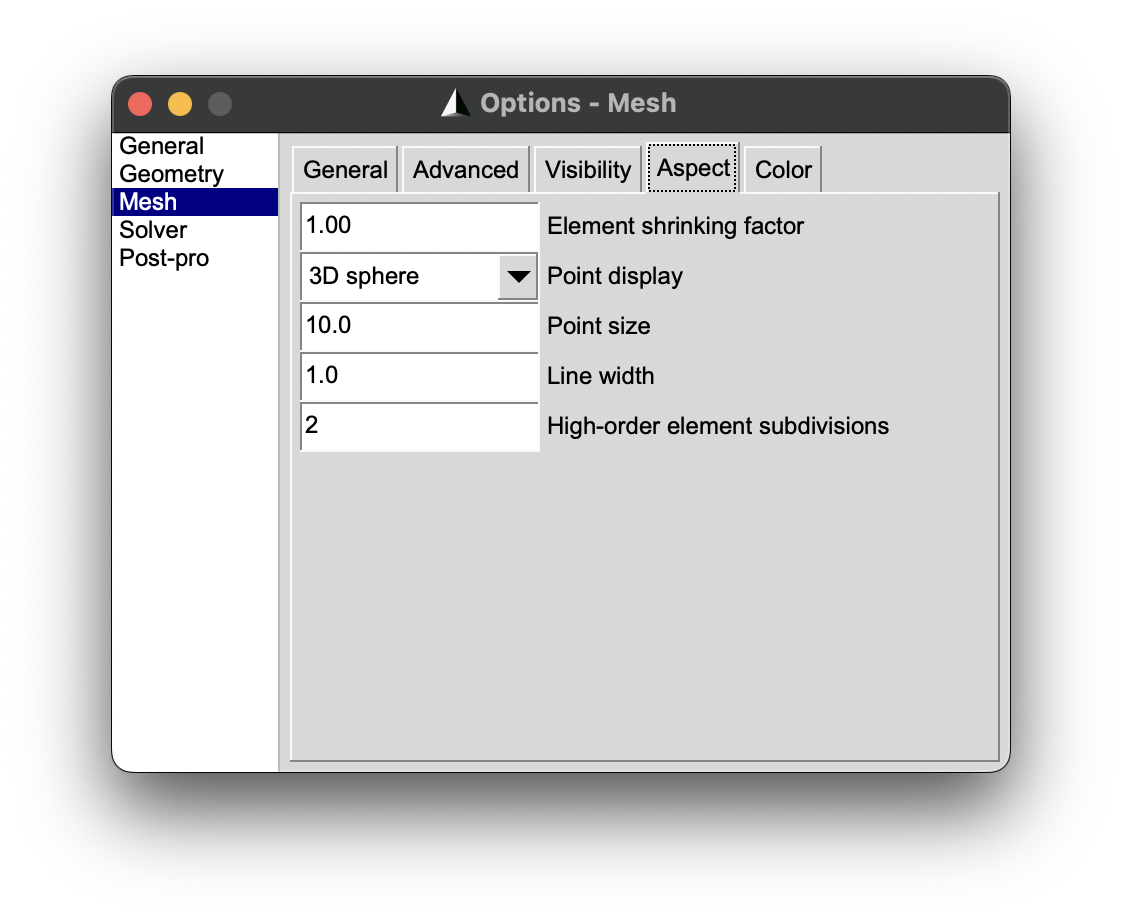 Options - Mesh
General
Geometry
Mesh
Solver
Post-pro
General Advanced Visibility Aspect Color
1.00 Element shrinking factor
3D sphere Point display
10.0 Point size
1.0 Line width
2 High-order element subdivisions